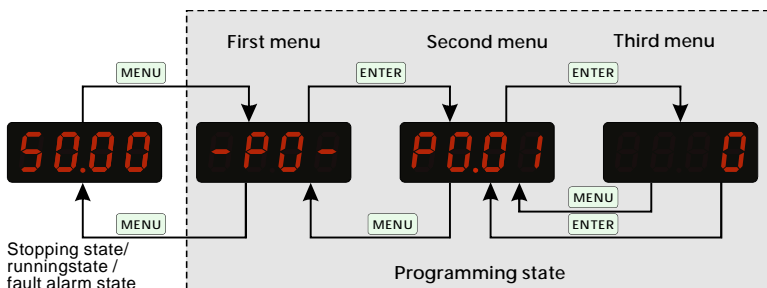 First menu
Second menu
Third menu
MENU
ENTER
ENTER
50.00
-P0-
P0.01
0
MENU
MENU
MENU
ENTER
Stopping state/
runningstate /
fault alarm state
Programming state